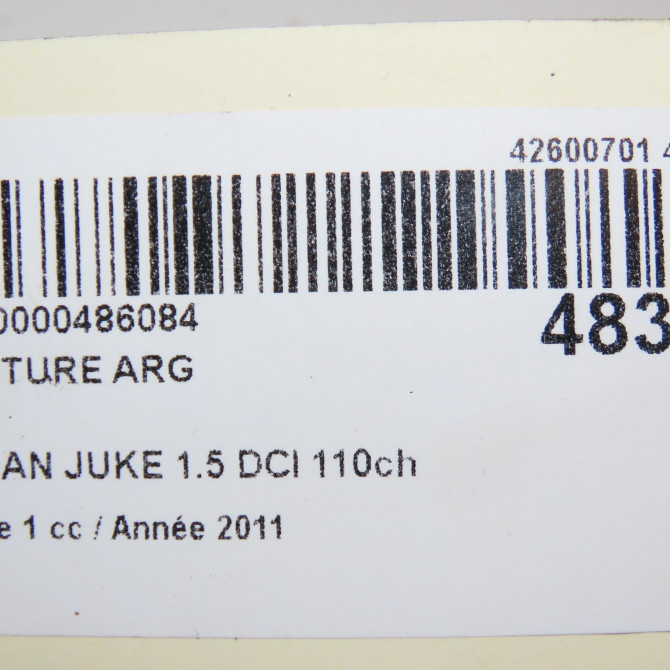 42600701 4
0000486084
483
TURE ARG
AN JUKE 1.5 DCI 110ch
e 1 cc / Année 2011